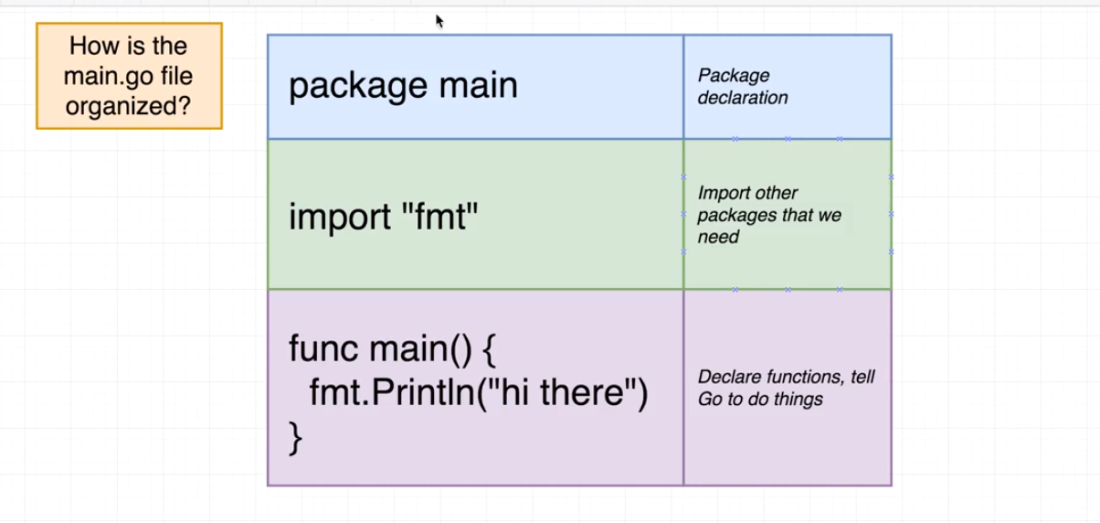 How is the
main.go file
organized?
package main
Package
declaration
import "fmt"
Import other
packages that we
need
func main() {
fmt.Println("hi there")
}
Declare functions, tell
Go to do things